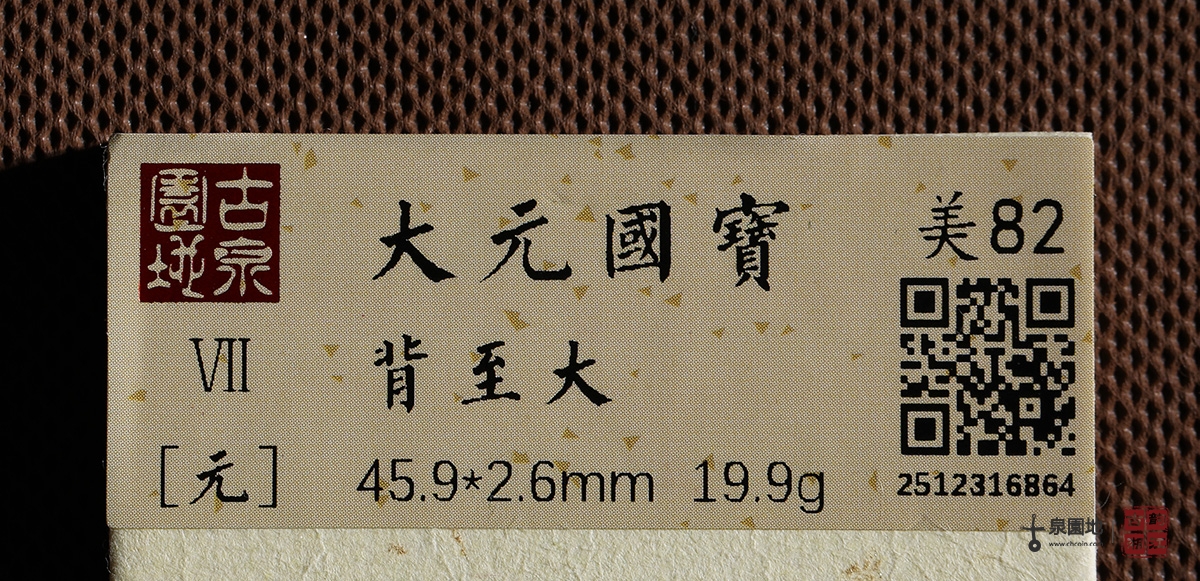 古泉
園地
大元國寶
美82
VII
背至大
[元]
45.9*2.6mm 19.9g
2512316864
泉園地
www.chcoin.co